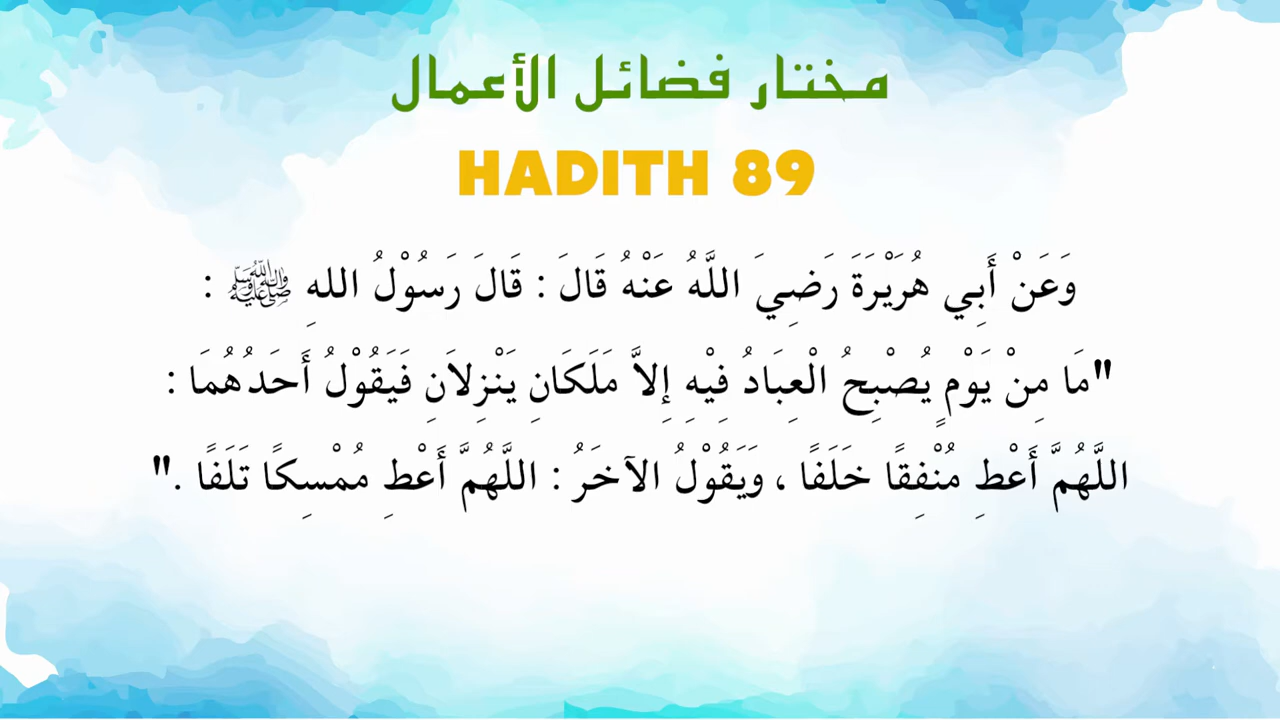 مختار فضائل الأعمال
HADITH 89
وَعَنْ أَبِي هُرَيْرَةَ رَضِيَ اللَّهُ عَنْهُ قَالَ : قَالَ رَسُوْلُ اللهِ ﷺ :
"مَا مِنْ يَوْمٍ يُصْبِحُ الْعِبَادُ فِيْهِ إِلاَّ مَلَكَانِ يَنْزِلاَنِ فَيَقُوْلُ أَحَدُهُمَا :
اللَّهُمَّ أَعْطِ مُنْفِقًا خَلَفًا ، وَيَقُوْلُ الآخَرُ : اللَّهُمَّ أَعْطِ مُمْسِكًا تَلَفًا ."